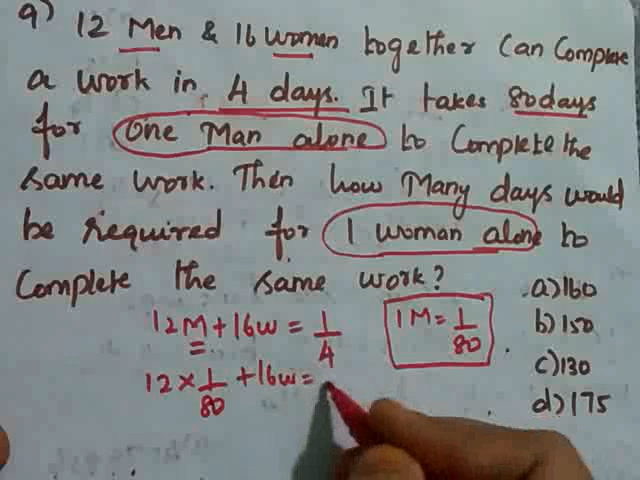 9) 12 Men & 16 women together Can Complete
a work in 4 days. It takes 80days
for One Man alone to Complete the
same work. Then how Many days would
be required for 1 woman alone to
Complete the same work?
a)160
b)150
c)130
d)175
12M+16W = 1/4
1M = 1/80
12 × 1/80 + 16W =